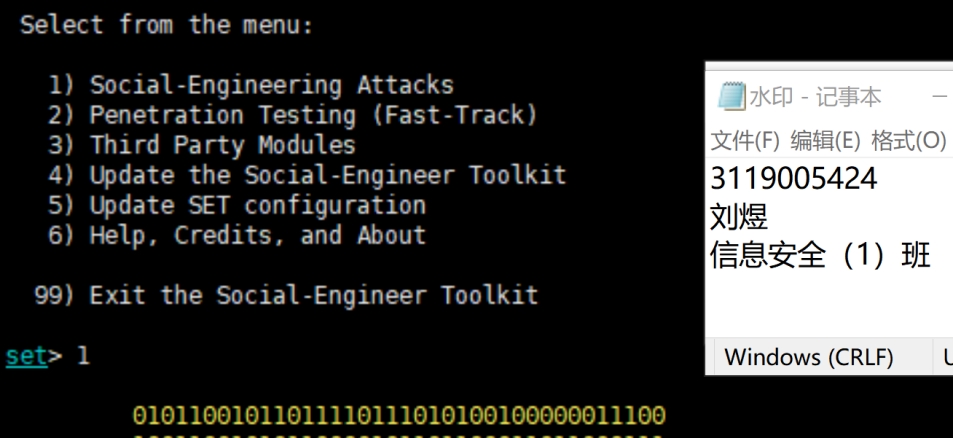 Select from the menu:
1) Social-Engineering Attacks
2) Penetration Testing (Fast-Track)
3) Third Party Modules
4) Update the Social-Engineer Toolkit
5) Update SET configuration
6) Help, Credits, and About
99) Exit the Social-Engineer Toolkit
set> 1
010110010110111101110101001000000011100
水印 - 记事本
文件(F) 编辑(E) 格式(O)
3119005424
刘煜
信息安全（1）班
Windows (CRLF)